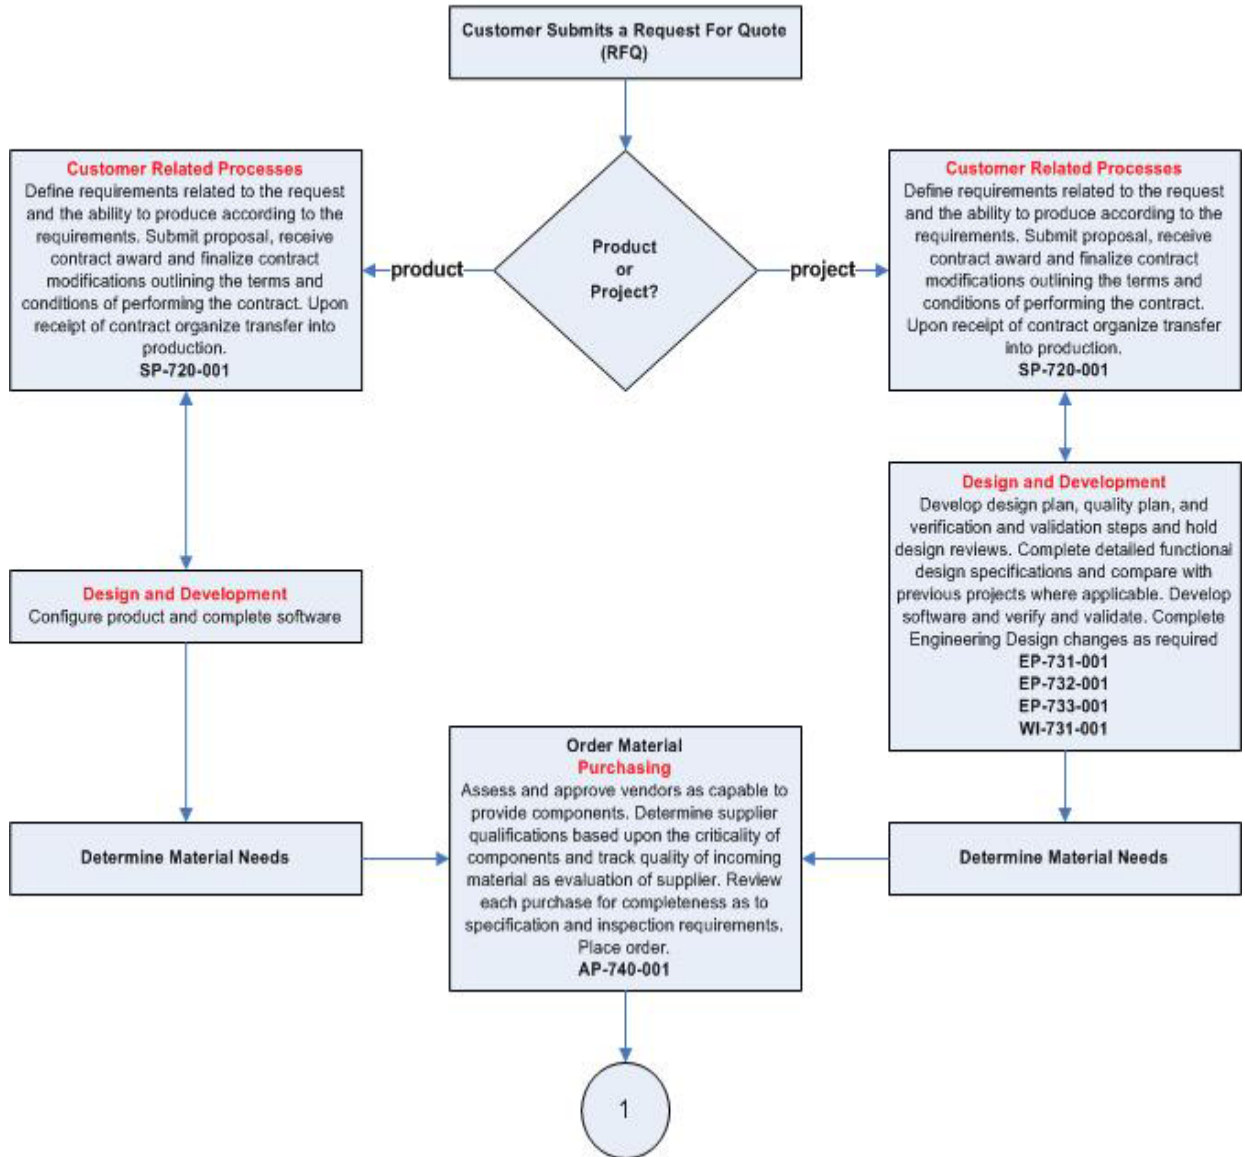 Customer Submits a Request For Quote
(RFQ)
Customer Related Processes
Define requirements related to the request
and the ability to produce according to the
requirements. Submit proposal, receive
contract award and finalize contract
modifications outlining the terms and
conditions of performing the contract. Upon
receipt of contract organize transfer into
production.
SP-720-001
product
Product
or
Project?
project
Customer Related Processes
Define requirements related to the request
and the ability to produce according to the
requirements. Submit proposal, receive
contract award and finalize contract
modifications outlining the terms and
conditions of performing the contract.
Upon receipt of contract organize transfer
into production.
SP-720-001
Design and Development
Configure product and complete software
Design and Development
Develop design plan, quality plan, and
verification and validation steps and hold
design reviews. Complete detailed functional
design specifications and compare with
previous projects where applicable. Develop
software and verify and validate. Complete
Engineering Design changes as required
EP-731-001
EP-732-001
EP-733-001
WI-731-001
Determine Material Needs
Order Material
Purchasing
Assess and approve vendors as capable to
provide components. Determine supplier
qualifications based upon the criticality of
components and track quality of incoming
material as evaluation of supplier. Review
each purchase for completeness as to
specification and inspection requirements.
Place order.
AP-740-001
Determine Material Needs
1